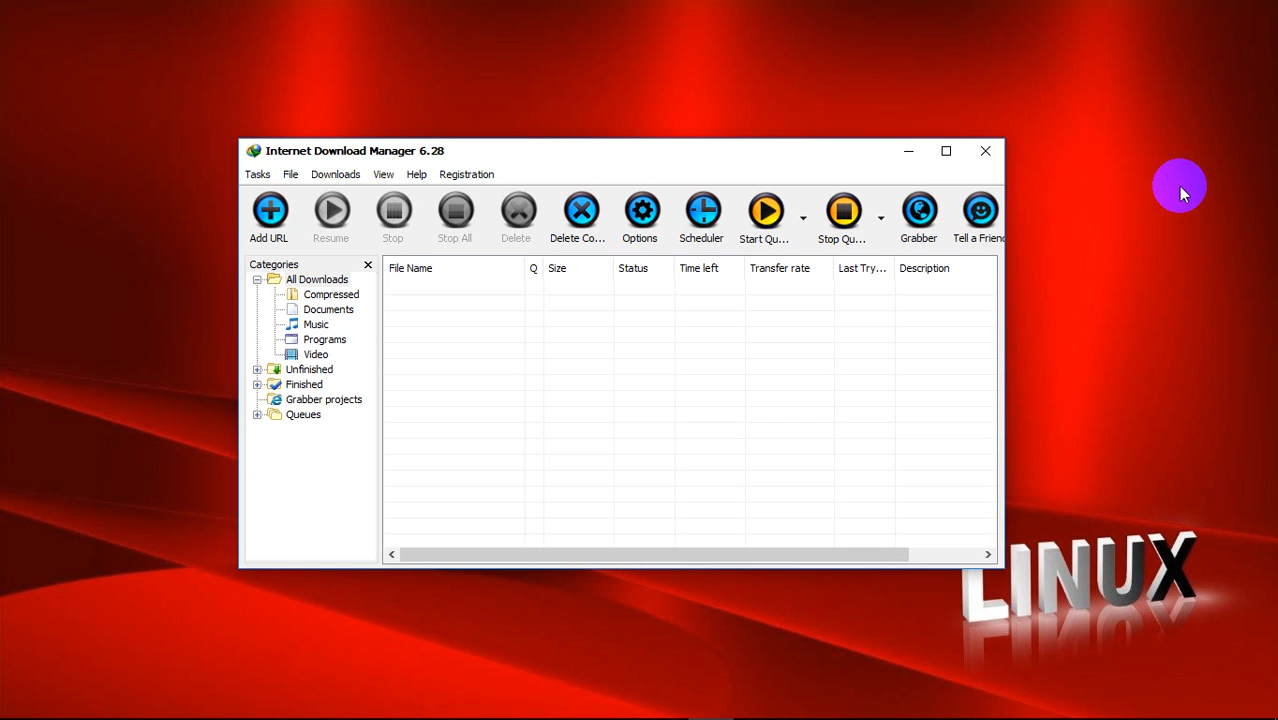 Internet Download Manager 6.28
Tasks File Downloads View Help Registration
Add URL Resume Stop Stop All Delete Delete Co... Options Scheduler Start Qu... Stop Qu... Grabber Tell a Friend
Categories
File Name Q Size Status Time left Transfer rate Last Try... Description
All Downloads
Compressed
Documents
Music
Programs
Video
Unfinished
Finished
Grabber projects
Queues
LINUX